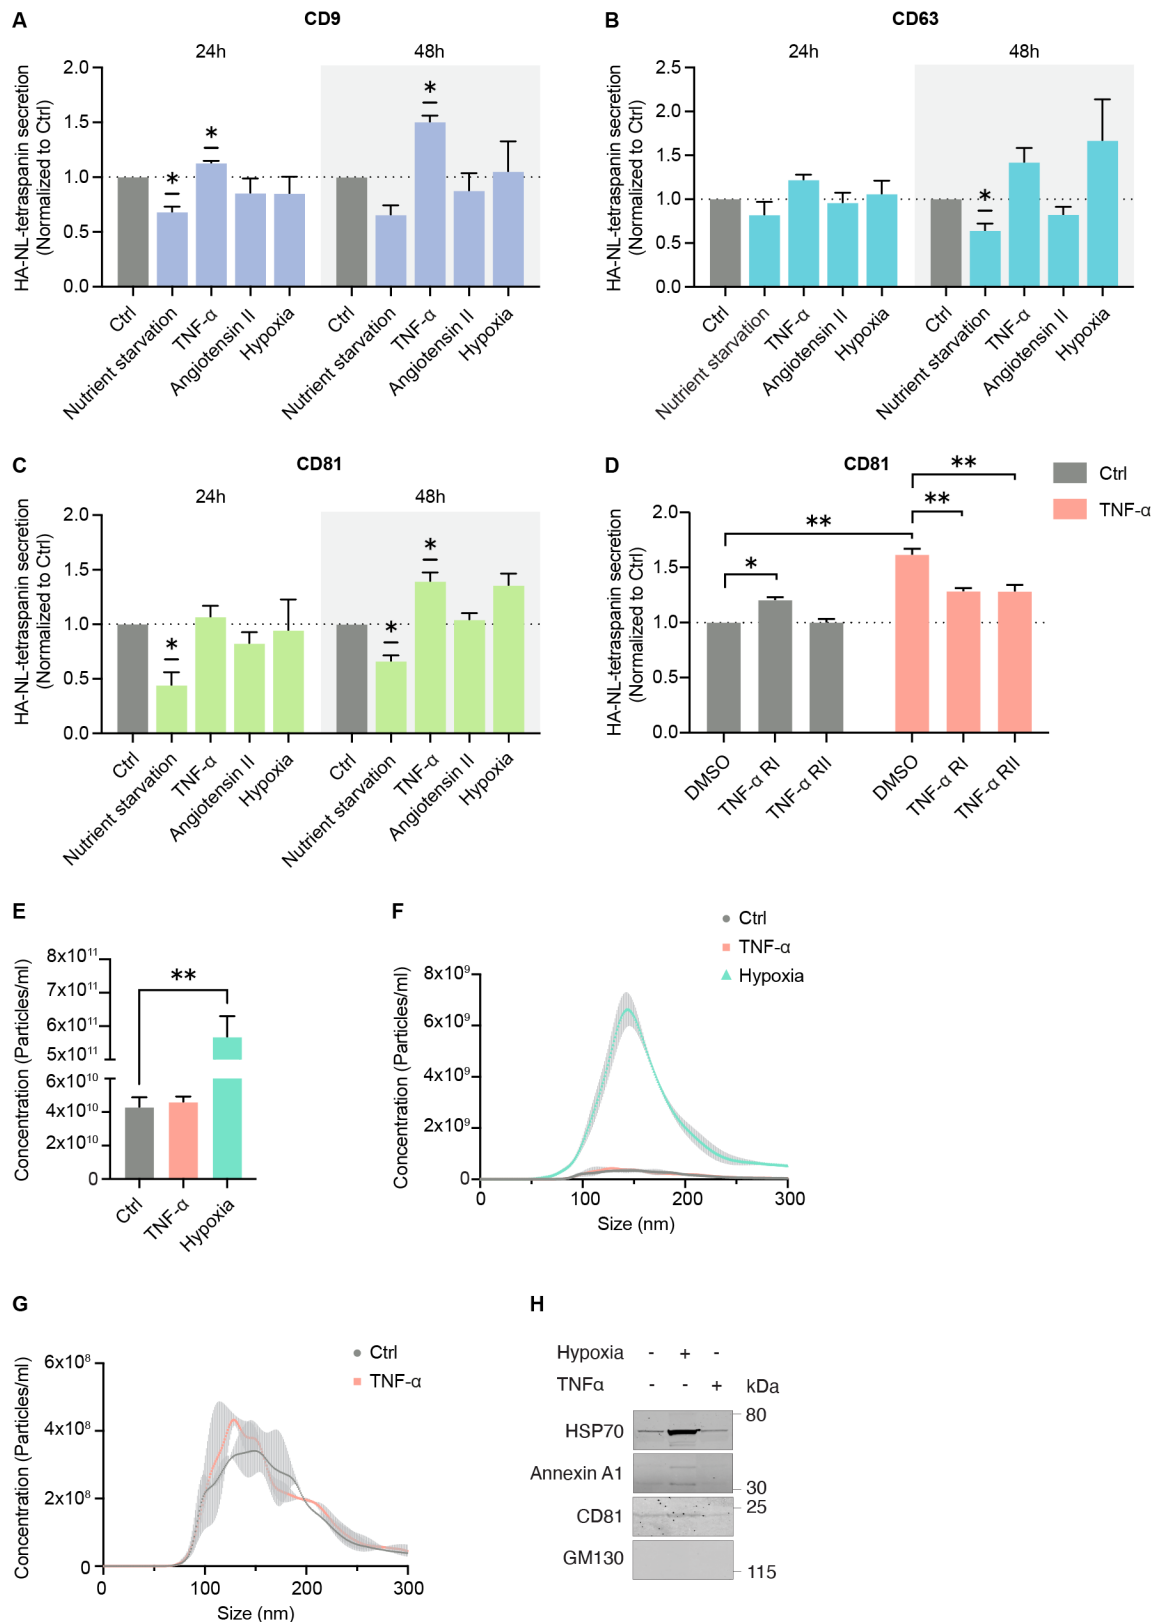 A
CD9
24h
48h
HA-NL-tetraspanin secretion
(Normalized to Ctrl)
2.0
1.5
1.0
0.5
0.0
*
*
*
Ctrl
Nutrient starvation
TNF-α
Angiotensin II
Hypoxia
Ctrl
Nutrient starvation
TNF-α
Angiotensin II
Hypoxia
B
CD63
24h
48h
HA-NL-tetraspanin secretion
(Normalized to Ctrl)
2.5
2.0
1.5
1.0
0.5
0.0
*
Ctrl
Nutrient starvation
TNF-α
Angiotensin II
Hypoxia
Ctrl
Nutrient starvation
TNF-α
Angiotensin II
Hypoxia
C
CD81
24h
48h
HA-NL-tetraspanin secretion
(Normalized to Ctrl)
2.0
1.5
1.0
0.5
0.0
*
*
*
Ctrl
Nutrient starvation
TNF-α
Angiotensin II
Hypoxia
Ctrl
Nutrient starvation
TNF-α
Angiotensin II
Hypoxia
D
CD81
Ctrl
TNF-α
HA-NL-tetraspanin secretion
(Normalized to Ctrl)
2.0
1.5
1.0
0.5
0.0
*
**
**
**
DMSO
TNF-α RI
TNF-α RII
DMSO
TNF-α RI
TNF-α RII
E
Concentration (Particles/ml)
8x10¹¹
7x10¹¹
6x10¹¹
5x10¹¹
6x10¹⁰
4x10¹⁰
2x10¹⁰
0
**
Ctrl
TNF-α
Hypoxia
F
Ctrl
TNF-α
Hypoxia
Concentration (Particles/ml)
8x10⁹
6x10⁹
4x10⁹
2x10⁹
0
0 100 200 300
Size (nm)
G
Ctrl
TNF-α
Concentration (Particles/ml)
6x10⁸
4x10⁸
2x10⁸
0
0 100 200 300
Size (nm)
H
Hypoxia - + -
TNFα - - + kDa
HSP70 80
Annexin A1 30
CD81 25
GM130 115